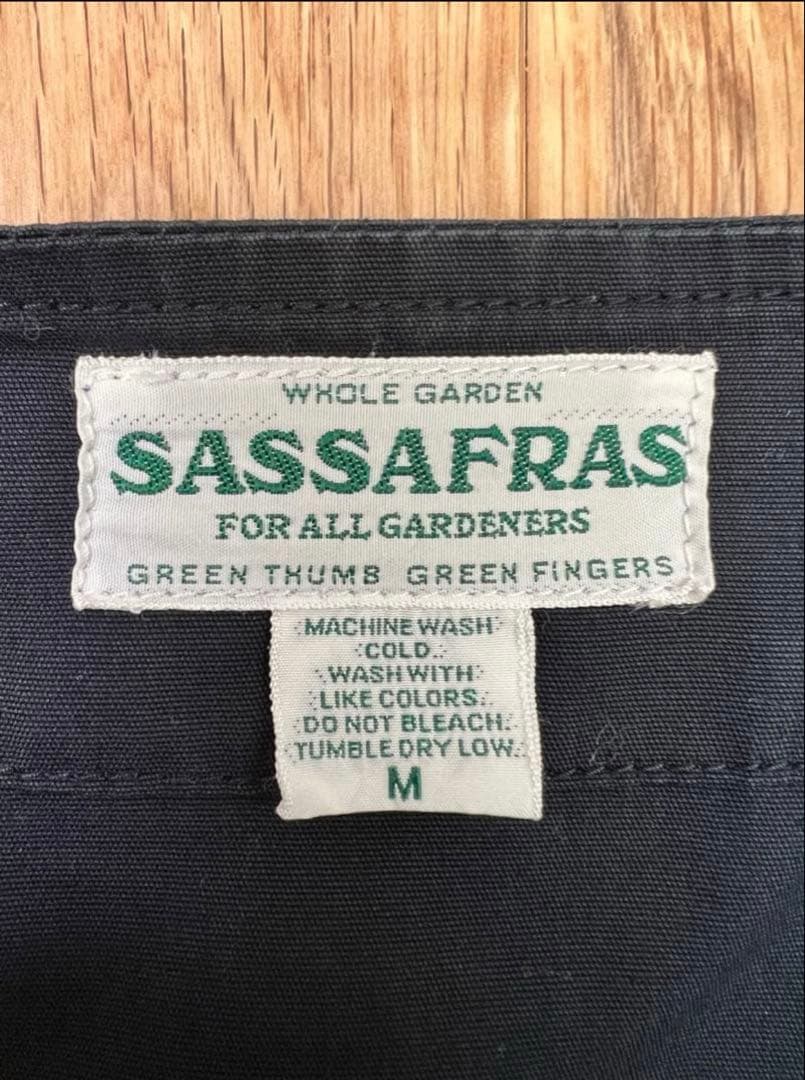 WHOLE GARDEN
SASSAFRAS
FOR ALL GARDENERS
GREEN THUMB GREEN FINGERS
MACHINE WASH
COLD.
WASH WITH
LIKE COLORS.
DO NOT BLEACH.
TUMBLE DRY LOW.
M